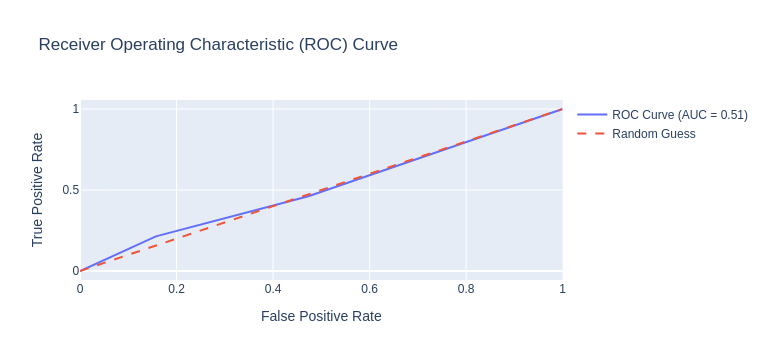 Receiver Operating Characteristic (ROC) Curve
ROC Curve (AUC = 0.51)
Random Guess
True Positive Rate
1
0.5
0
0
0.2
0.4
0.6
0.8
1
False Positive Rate